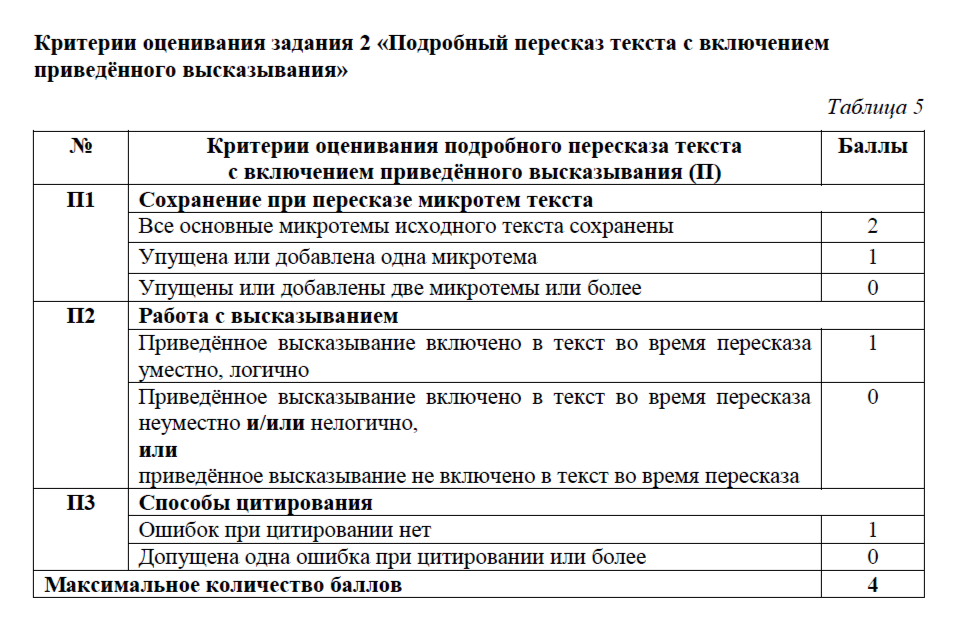 Критерии оценивания задания 2 «Подробный пересказ текста с включением
приведённого высказывания»
Таблица 5
№ Критерии оценивания подробного пересказа текста Баллы
с включением приведённого высказывания (П)
П1 Сохранение при пересказе микротем текста
Все основные микротемы исходного текста сохранены 2
Упущена или добавлена одна микротема 1
Упущены или добавлены две микротемы или более 0
П2 Работа с высказыванием
Приведённое высказывание включено в текст во время пересказа 1
уместно, логично
Приведённое высказывание включено в текст во время пересказа 0
неуместно и/или нелогично,
или
приведённое высказывание не включено в текст во время пересказа
П3 Способы цитирования
Ошибок при цитировании нет 1
Допущена одна ошибка при цитировании или более 0
Максимальное количество баллов 4